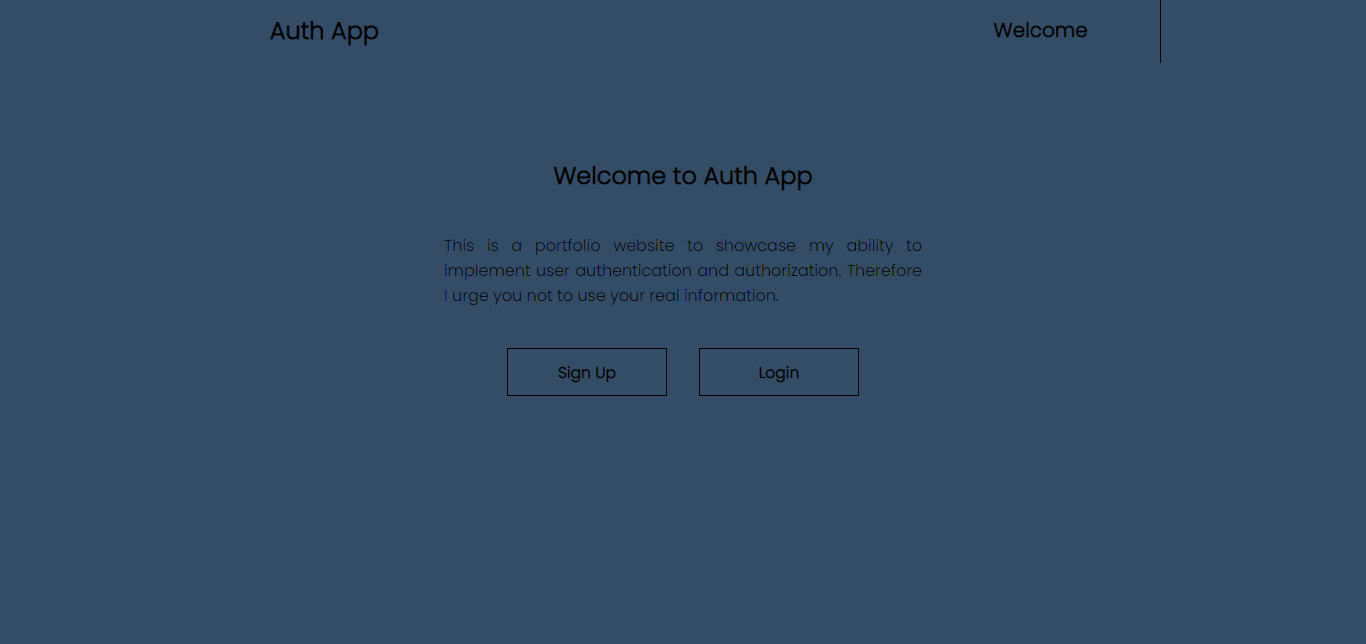 Auth App
Welcome
Welcome to Auth App
This is a portfolio website to showcase my ability to
implement user authentication and authorization. Therefore
I urge you not to use your real information.
Sign Up
Login